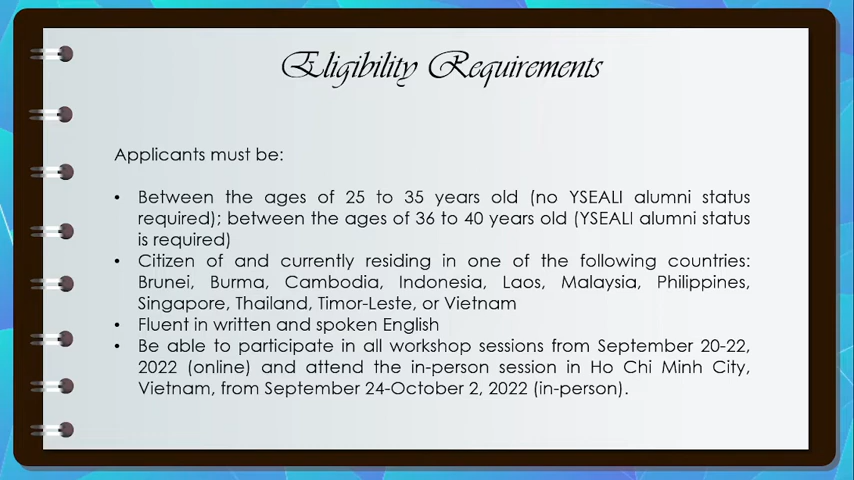 Eligibility Requirements
Applicants must be:
• Between the ages of 25 to 35 years old (no YSEALI alumni status
required); between the ages of 36 to 40 years old (YSEALI alumni status
is required)
• Citizen of and currently residing in one of the following countries:
Brunei, Burma, Cambodia, Indonesia, Laos, Malaysia, Philippines,
Singapore, Thailand, Timor-Leste, or Vietnam
• Fluent in written and spoken English
• Be able to participate in all workshop sessions from September 20-22,
2022 (online) and attend the in-person session in Ho Chi Minh City,
Vietnam, from September 24-October 2, 2022 (in-person).